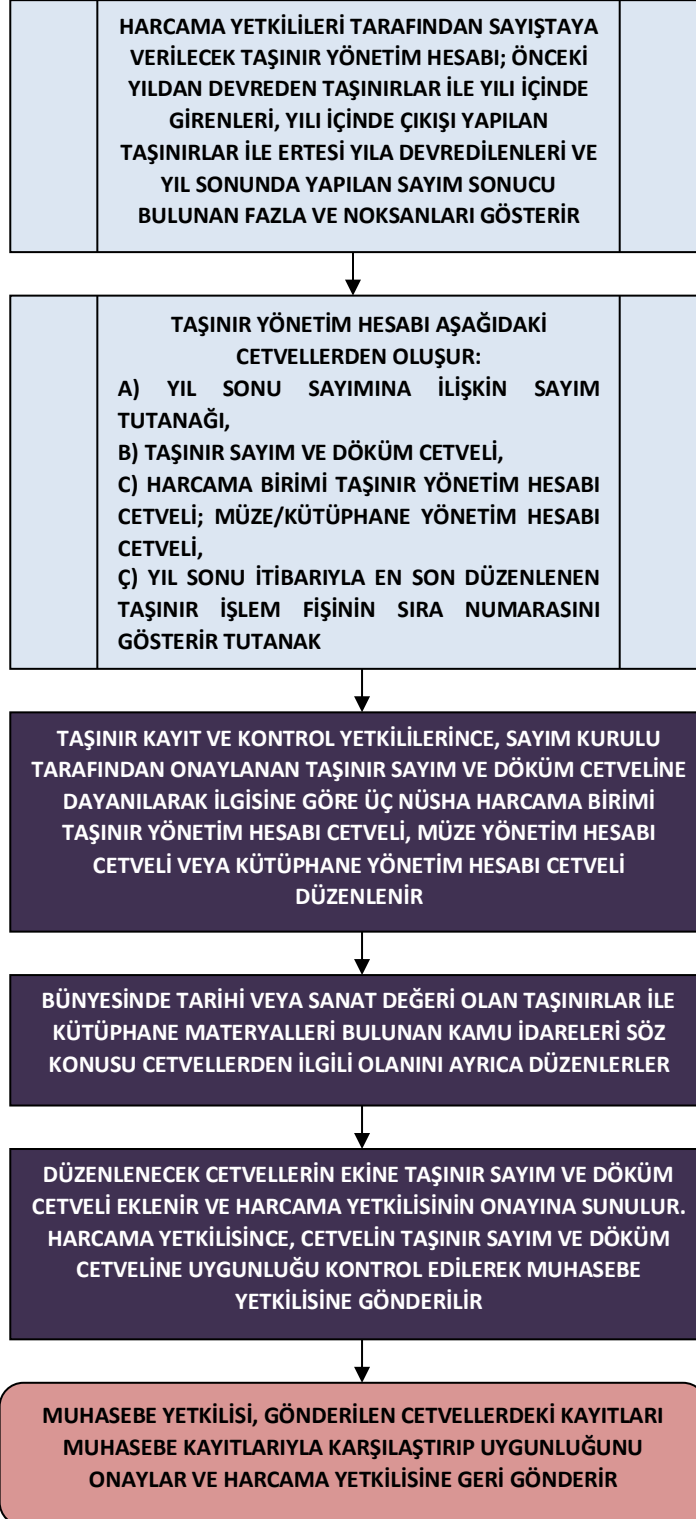 HARCAMA YETKİLİLERİ TARAFINDAN SAYIŞTAYA
VERİLECEK TAŞINIR YÖNETİM HESABI; ÖNCEKİ
YILDAN DEVREDEN TAŞINIRLAR İLE YILI İÇİNDE
GİRENLERİ, YILI İÇİNDE ÇIKIŞI YAPILAN
TAŞINIRLAR İLE ERTESİ YILA DEVREDİLENLERİ VE
YIL SONUNDA YAPILAN SAYIM SONUCU
BULUNAN FAZLA VE NOKSANLARI GÖSTERİR
TAŞINIR YÖNETİM HESABI AŞAĞIDAKİ
CETVELLERDEN OLUŞUR:
A) YIL SONU SAYIMINA İLİŞKİN SAYIM
TUTANAĞI,
B) TAŞINIR SAYIM VE DÖKÜM CETVELİ,
C) HARCAMA BİRİMİ TAŞINIR YÖNETİM HESABI
CETVELİ; MÜZE/KÜTÜPHANE YÖNETİM HESABI
CETVELİ,
Ç) YIL SONU İTİBARIYLA EN SON DÜZENLENEN
TAŞINIR İŞLEM FİŞİNİN SIRA NUMARASINI
GÖSTERİR TUTANAK
TAŞINIR KAYIT VE KONTROL YETKİLİLERİNCE, SAYIM KURULU
TARAFINDAN ONAYLANAN TAŞINIR SAYIM VE DÖKÜM CETVELİNE
DAYANILARAK İLGİSİNE GÖRE ÜÇ NÜSHA HARCAMA BİRİMİ
TAŞINIR YÖNETİM HESABI CETVELİ, MÜZE YÖNETİM HESABI
CETVELİ VEYA KÜTÜPHANE YÖNETİM HESABI CETVELİ
DÜZENLENİR
BÜNYESİNDE TARİHİ VEYA SANAT DEĞERİ OLAN TAŞINIRLAR İLE
KÜTÜPHANE MATERYALLERİ BULUNAN KAMU İDARELERİ SÖZ
KONUSU CETVELLERDEN İLGİLİ OLANINI AYRICA DÜZENLERLER
DÜZENLENECEK CETVELLERİN EKİNE TAŞINIR SAYIM VE DÖKÜM
CETVELİ EKLENİR VE HARCAMA YETKİLİSİNİN ONAYINA SUNULUR.
HARCAMA YETKİLİSİNCE, CETVELİN TAŞINIR SAYIM VE DÖKÜM
CETVELİNE UYGUNLUĞU KONTROL EDİLEREK MUHASEBE
YETKİLİSİNE GÖNDERİLİR
MUHASEBE YETKİLİSİ, GÖNDERİLEN CETVELLERDEKİ KAYITLARI
MUHASEBE KAYITLARIYLA KARŞILAŞTIRIP UYGUNLUĞUNU
ONAYLAR VE HARCAMA YETKİLİSİNE GERİ GÖNDERİR